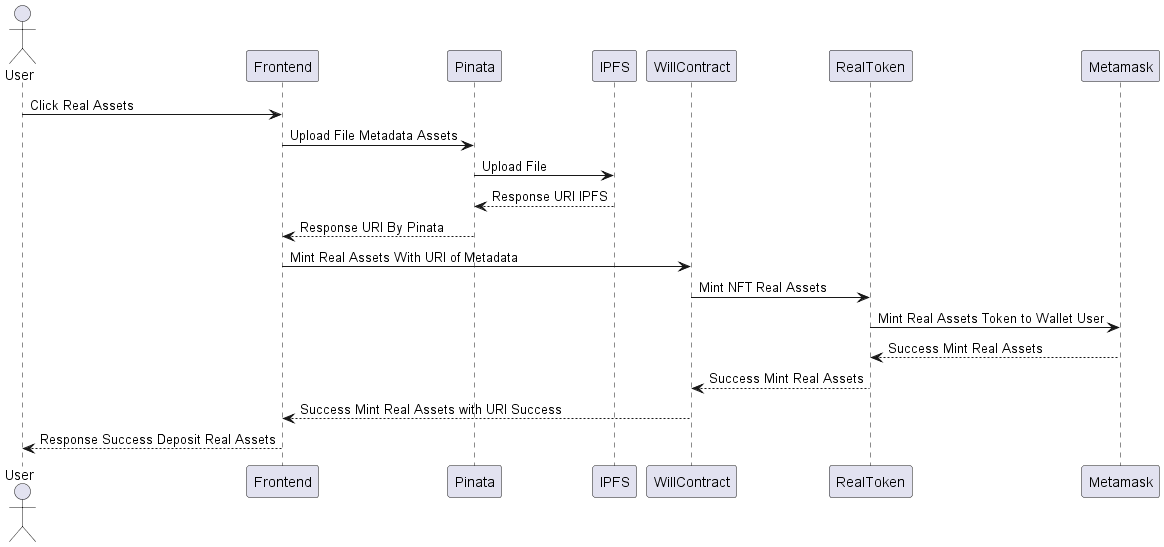 User
Frontend
Pinata
IPFS
WillContract
RealToken
Metamask
Click Real Assets
Upload File Metadata Assets
Upload File
Response URI IPFS
Response URI By Pinata
Mint Real Assets With URI of Metadata
Mint NFT Real Assets
Mint Real Assets Token to Wallet User
Success Mint Real Assets
Success Mint Real Assets
Success Mint Real Assets with URI Success
Response Success Deposit Real Assets
User
Frontend
Pinata
IPFS
WillContract
RealToken
Metamask